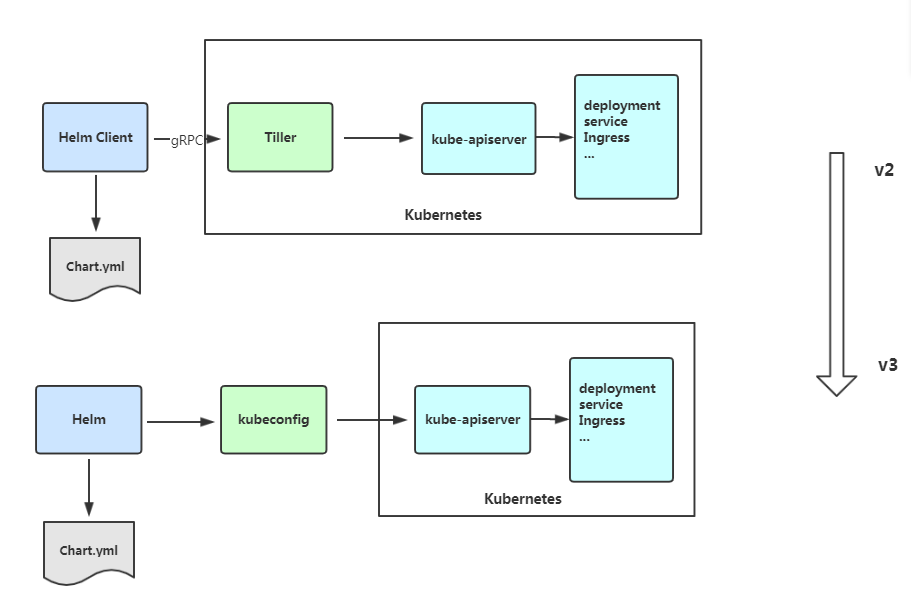 Helm Client
gRPC
Tiller
kube-apiserver
deployment
service
Ingress
...
Kubernetes
Chart.yml
v2
v3
Helm
kubeconfig
kube-apiserver
deployment
service
Ingress
...
Kubernetes
Chart.yml